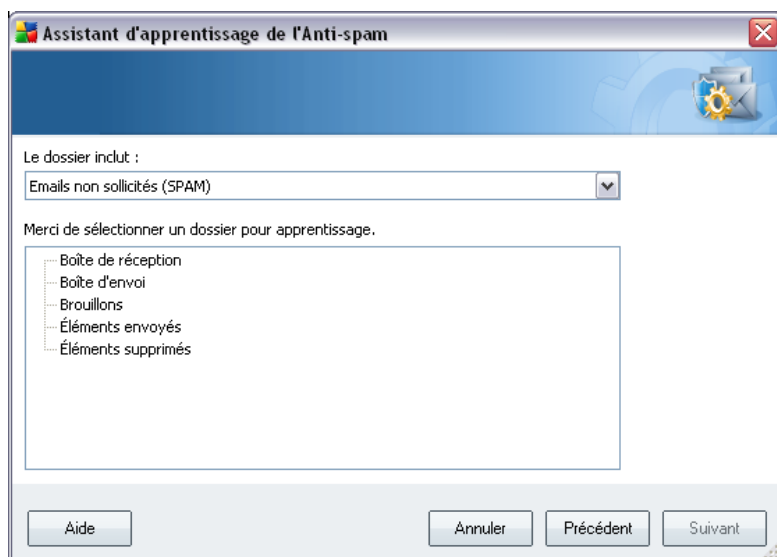 Assistant d'apprentissage de l'Anti-spam
Le dossier inclut :
Emails non sollicités (SPAM)
Merci de sélectionner un dossier pour apprentissage.
Boîte de réception
Boîte d'envoi
Brouillons
Éléments envoyés
Éléments supprimés
Aide
Annuler
Précédent
Suivant